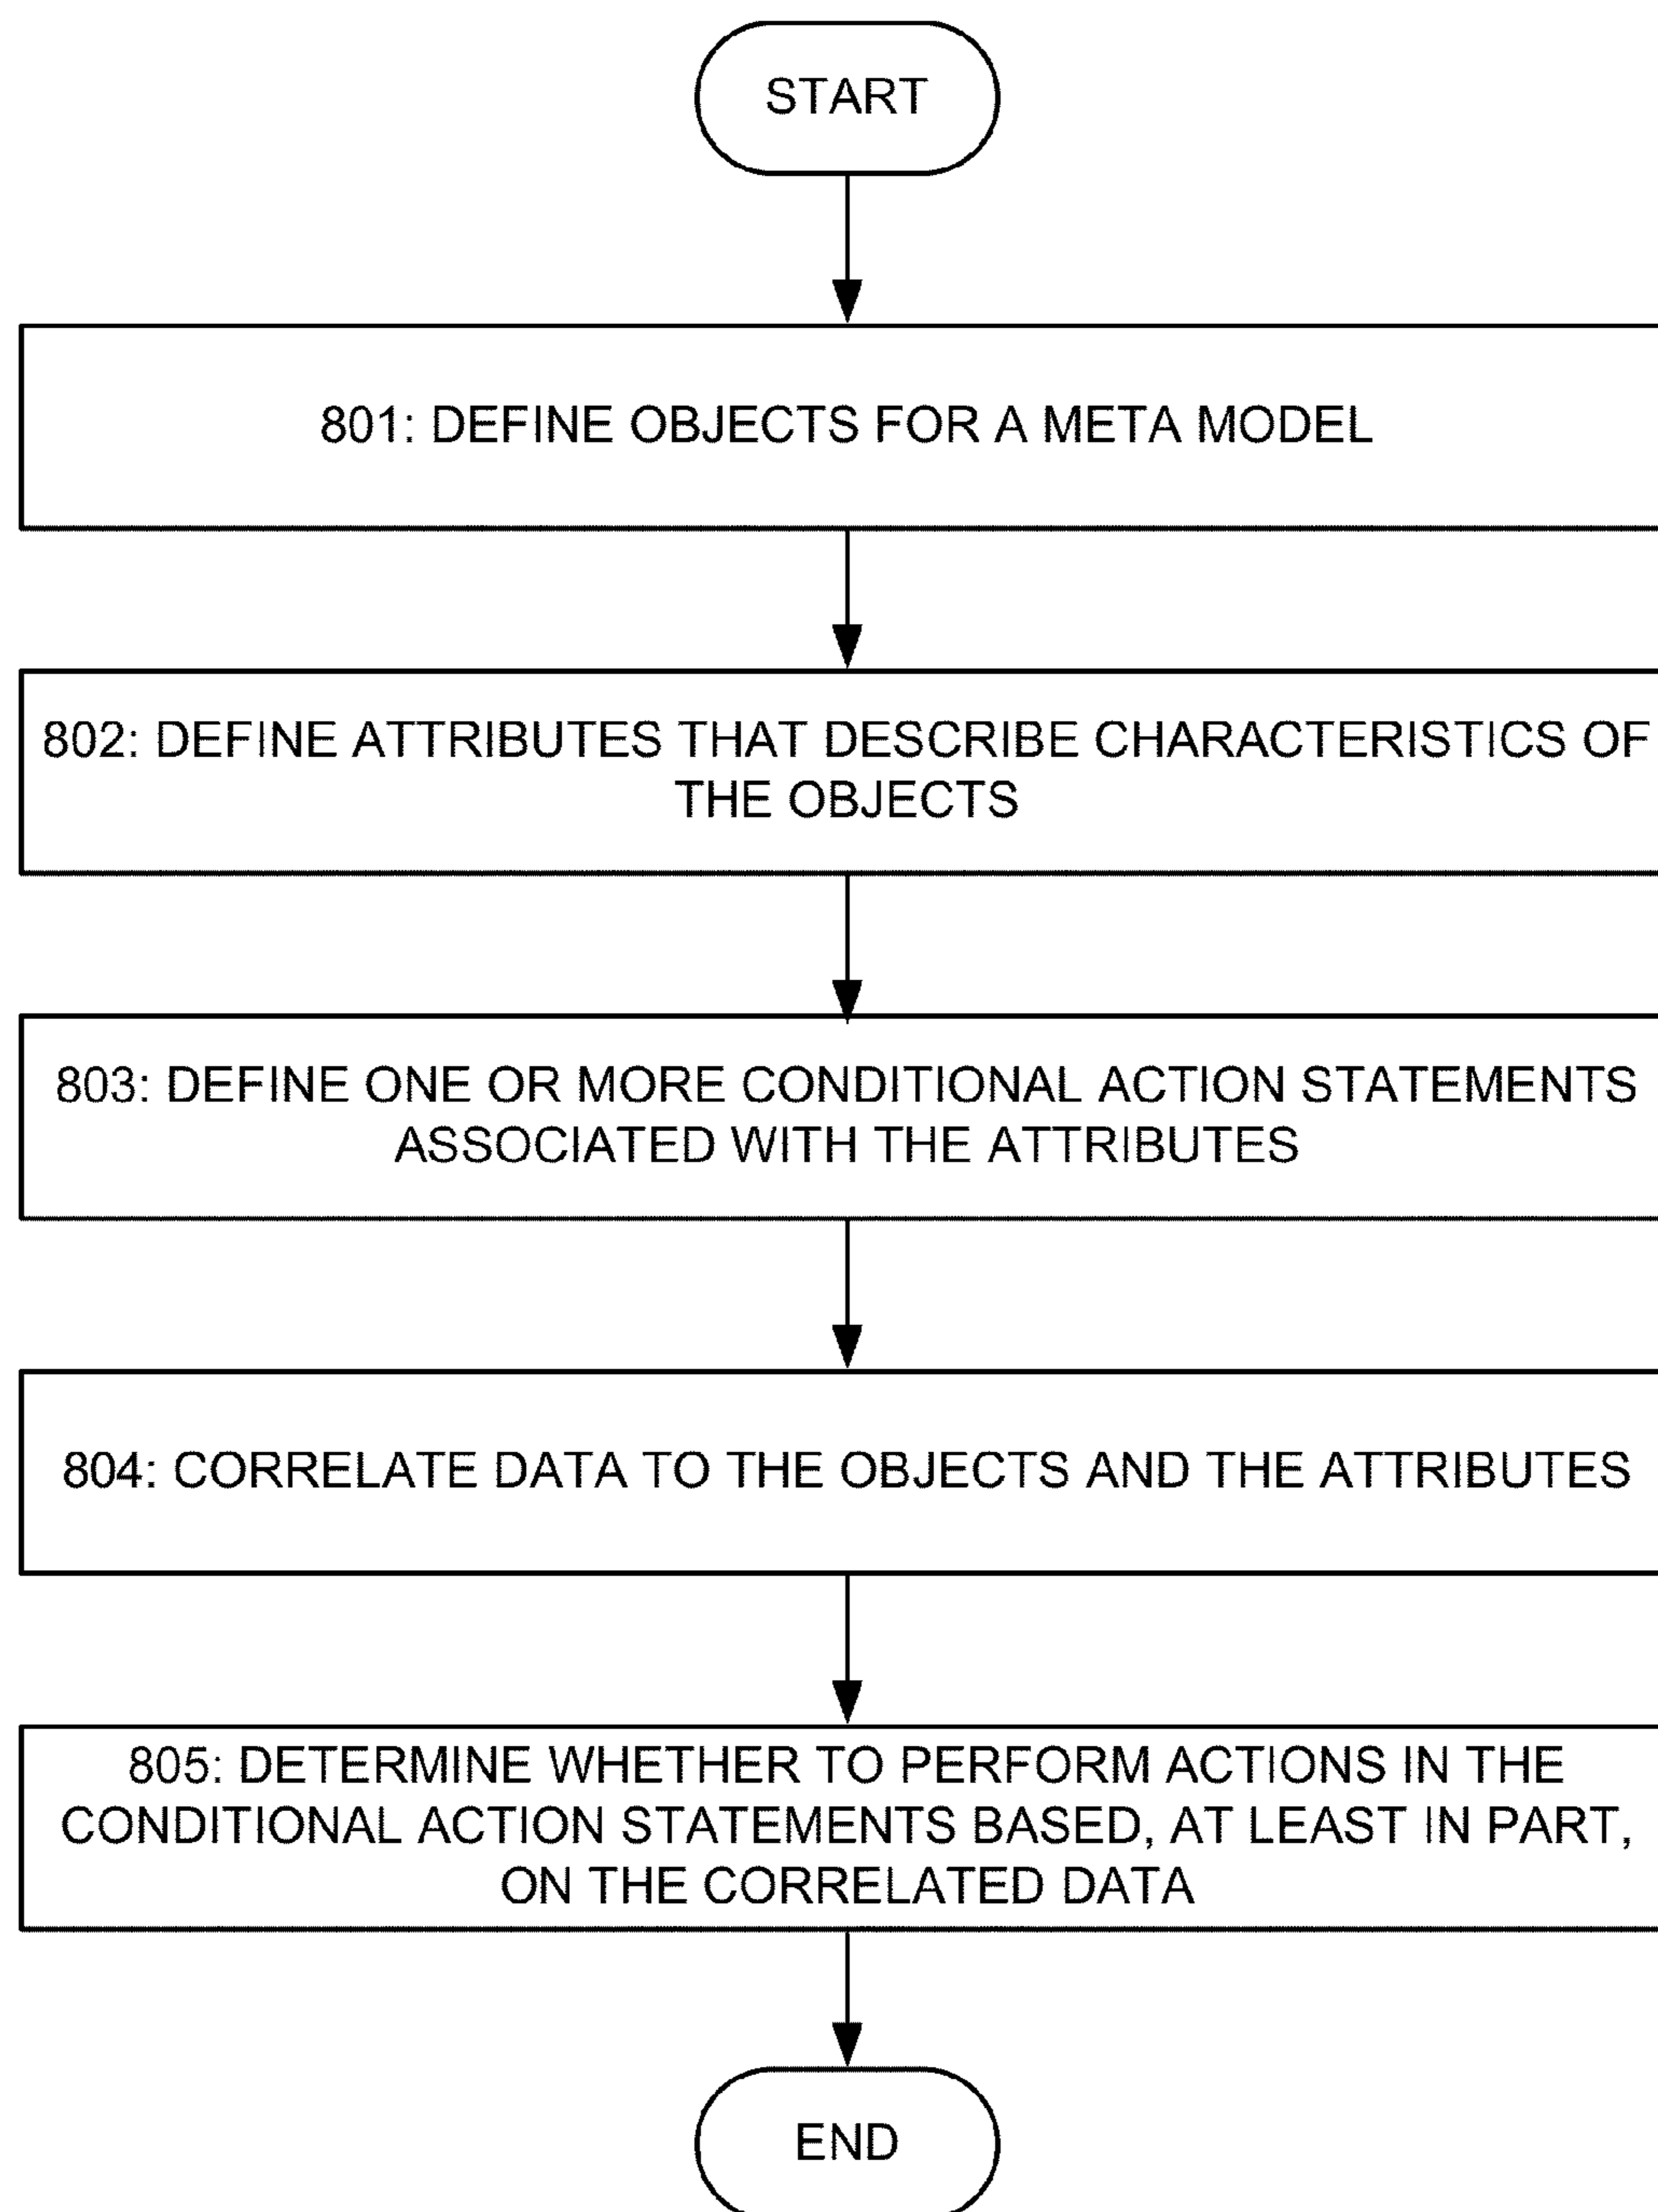 START
801: DEFINE OBJECTS FOR A META MODEL
802: DEFINE ATTRIBUTES THAT DESCRIBE CHARACTERISTICS OF
THE OBJECTS
803: DEFINE ONE OR MORE CONDITIONAL ACTION STATEMENTS
ASSOCIATED WITH THE ATTRIBUTES
804: CORRELATE DATA TO THE OBJECTS AND THE ATTRIBUTES
805: DETERMINE WHETHER TO PERFORM ACTIONS IN THE
CONDITIONAL ACTION STATEMENTS BASED, AT LEAST IN PART,
ON THE CORRELATED DATA
END